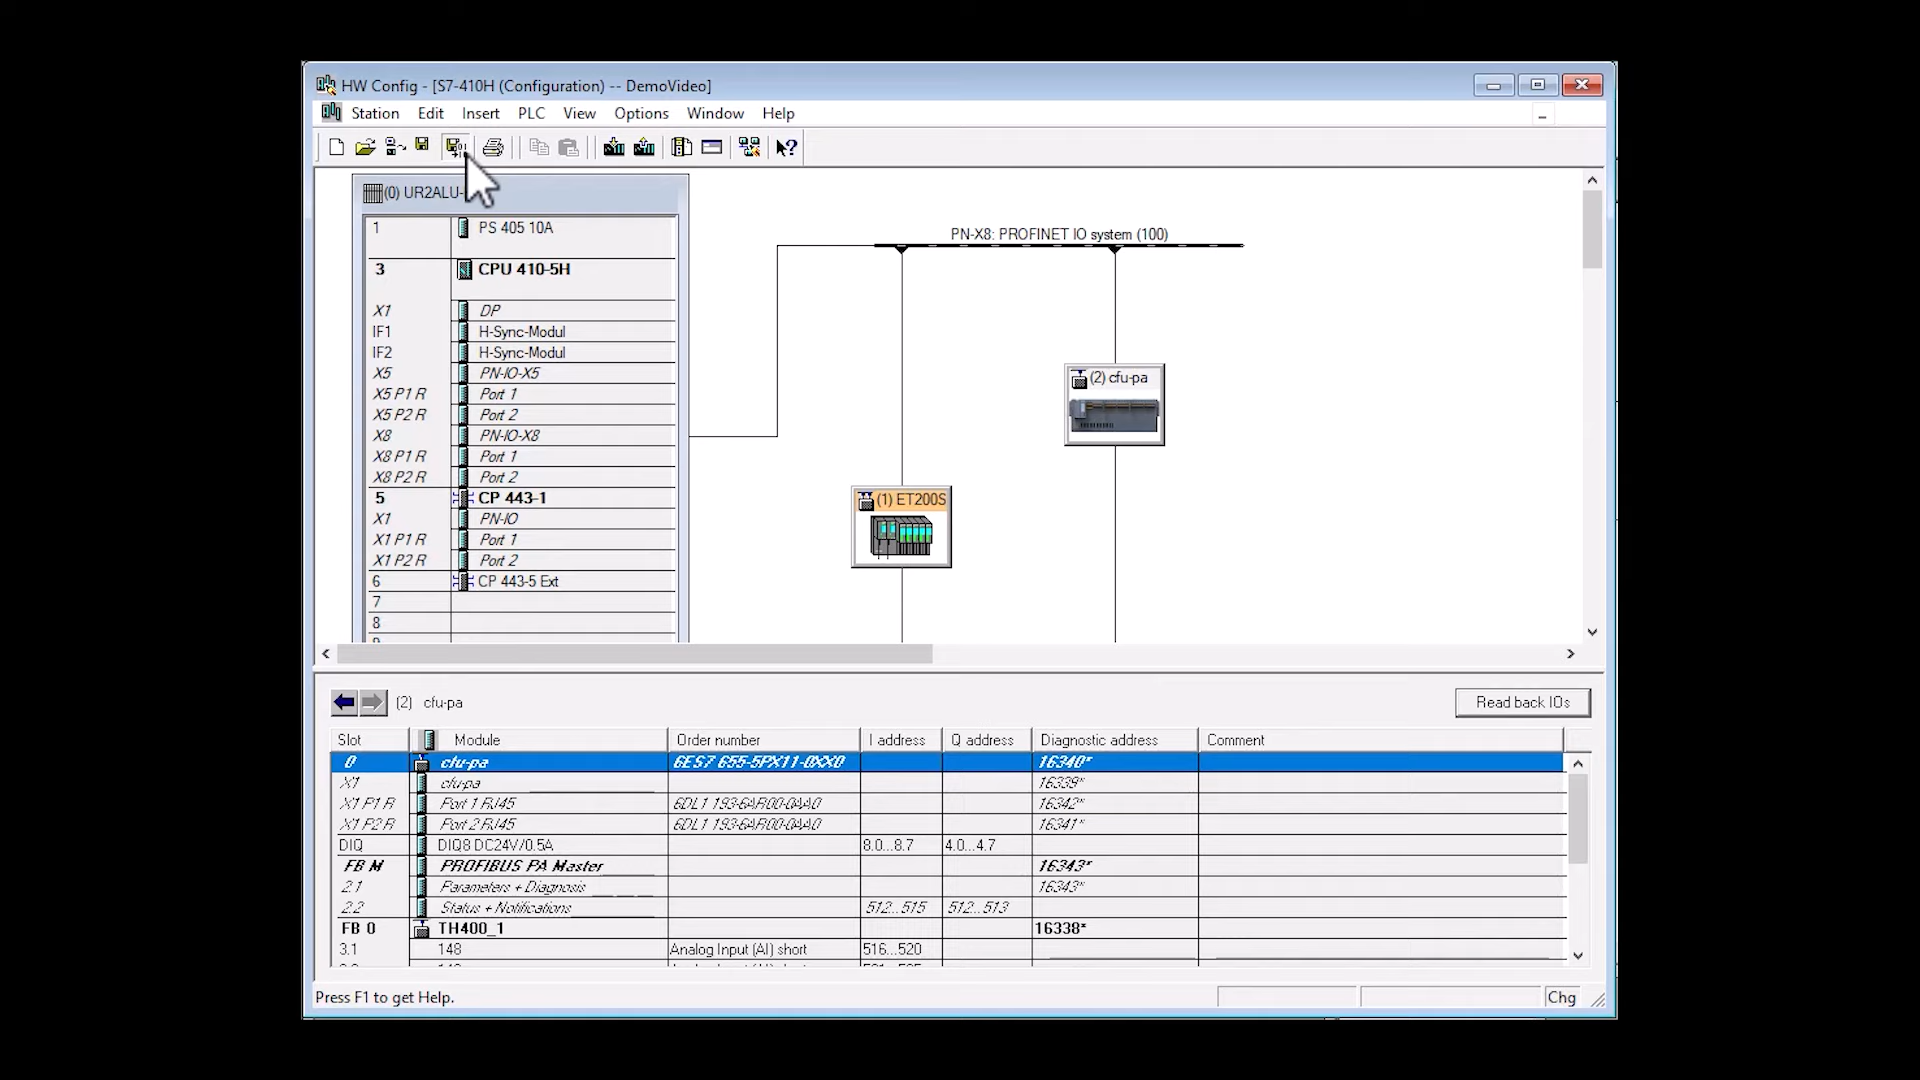 HW Config - [S7-410H (Configuration) -- DemoVideo]
Station Edit Insert PLC View Options Window Help
(0) UR2ALU-
1 PS 405 10A
3 CPU 410-5H
X1 DP
IF1 H-Sync-Modul
IF2 H-Sync-Modul
X5 PN-IO-X5
X5 P1 R Port 1
X5 P2 R Port 2
X8 PN-IO-X8
X8 P1 R Port 1
X8 P2 R Port 2
5 CP 443-1
X1 PN-IO
X1 P1 R Port 1
X1 P2 R Port 2
6 CP 443-5 Ext
7
8
PN-X8: PROFINET IO system (100)
(2) cfu-pa
(1) ET200S
(2) cfu-pa
Read back IOs
Slot Module Order number I address Q address Diagnostic address Comment
0 cfu-pa 6ES7 655-5PX11-0XX0 16340*
X1 cfu-pa 16339*
X1 P1 R Port 1 RJ45 6DL1 193-6AR00-0AA0 16342*
X1 P2 R Port 2 RJ45 6DL1 193-6AR00-0AA0 16341*
DIQ DIQ8 DC24V/0.5A 8.0...8.7 4.0...4.7
FB M PROFIBUS PA Master 16343*
2.1 Parameters + Diagnosis 16343*
2.2 Status + Notifications 512...515 512...513
FB 0 TH400_1 16338*
3.1 148 Analog Input (AI) short 516...520
Press F1 to get Help.
Chg